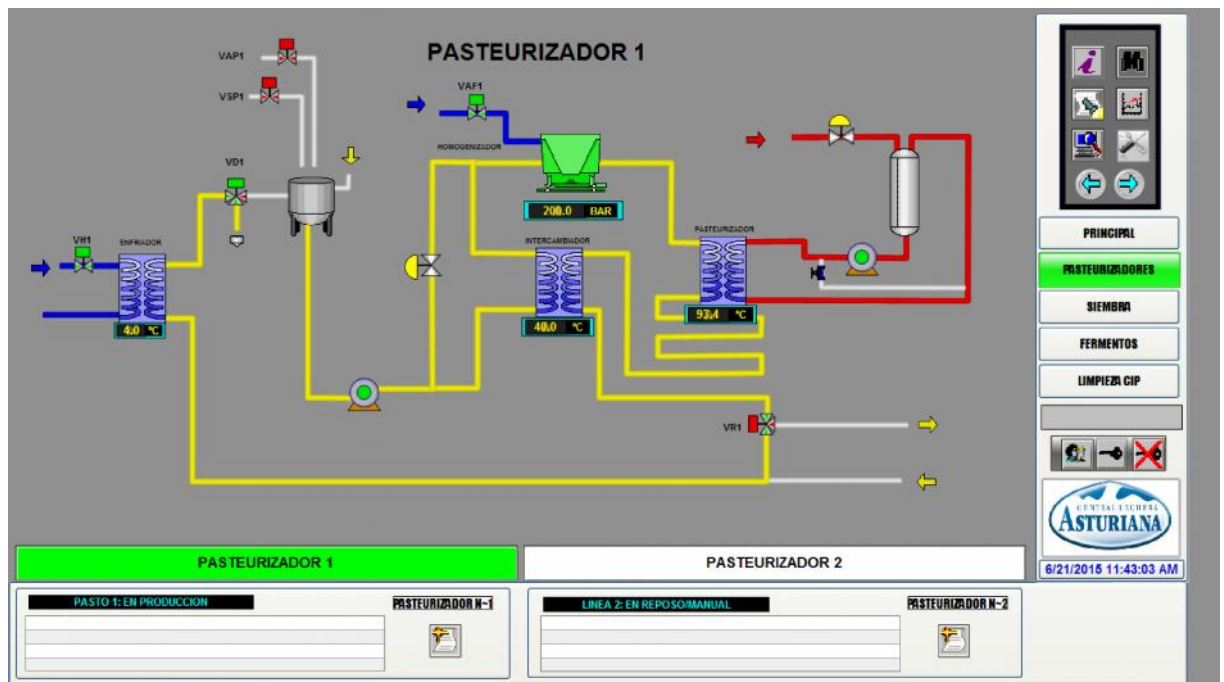 PASTEURIZADOR 1
VAP1
VSP1
VAF1
HOMOGENIZADOR
VD1
VH1
ENFRIADOR
200.0 BAR
INTERCAMBIADOR
PASTEURIZADOR
4.0 °C
40.0 °C
93.4 °C
VR1
PRINCIPAL
PASTEURIZADORES
SIEMBRA
FERMENTOS
LIMPIEZA CIP
CENTRAL LECHERA
ASTURIANA
6/21/2015 11:43:03 AM
PASTEURIZADOR 1
PASTEURIZADOR 2
PASTO 1: EN PRODUCCION
PASTEURIZADOR N~1
LINEA 2: EN REPOSO/MANUAL
PASTEURIZADOR N~2